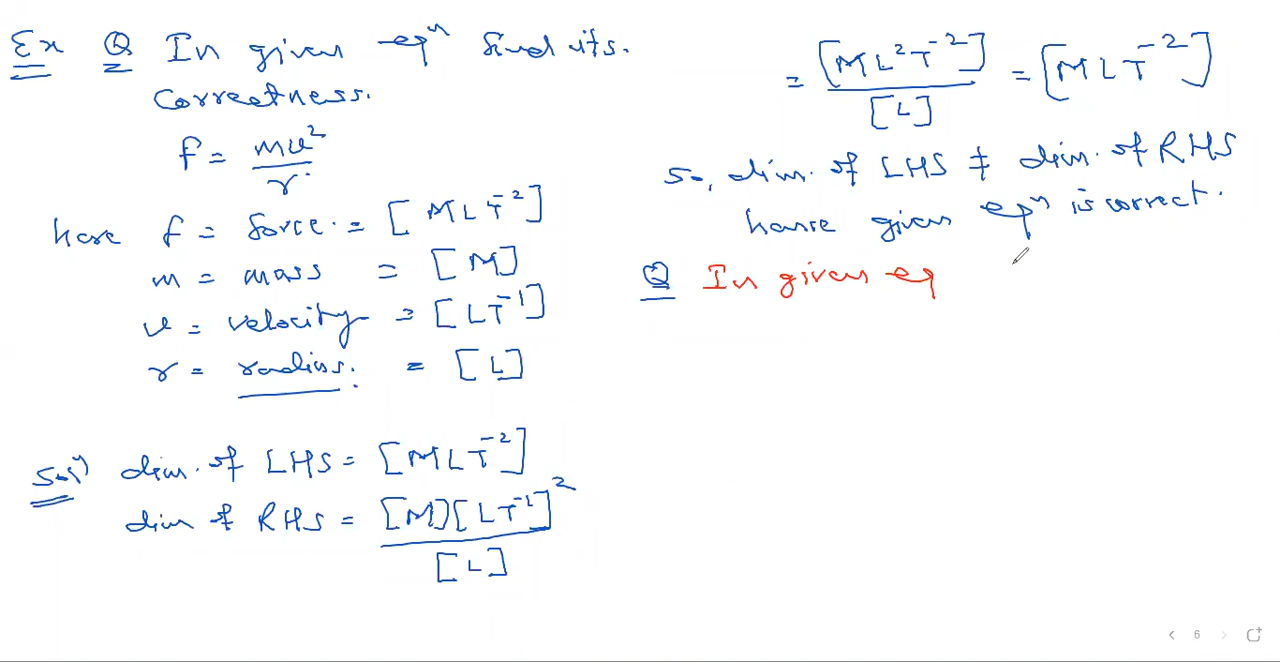 Ex Q In given eqⁿ find its.
Correctness.
f = mv²/r.
here f = force. = [MLT⁻²]
m = mass = [M]
v = velocity = [LT⁻¹]
r = radius. = [L]
Solⁿ) dim. of LHS = [MLT⁻²]
dim of RHS = [M][LT⁻¹]²/[L]
= [ML²T⁻²]/[L] = [MLT⁻²]
So, dim. of LHS ≠ dim. of RHS
hance given eqⁿ is correct.
Q In given eq
6